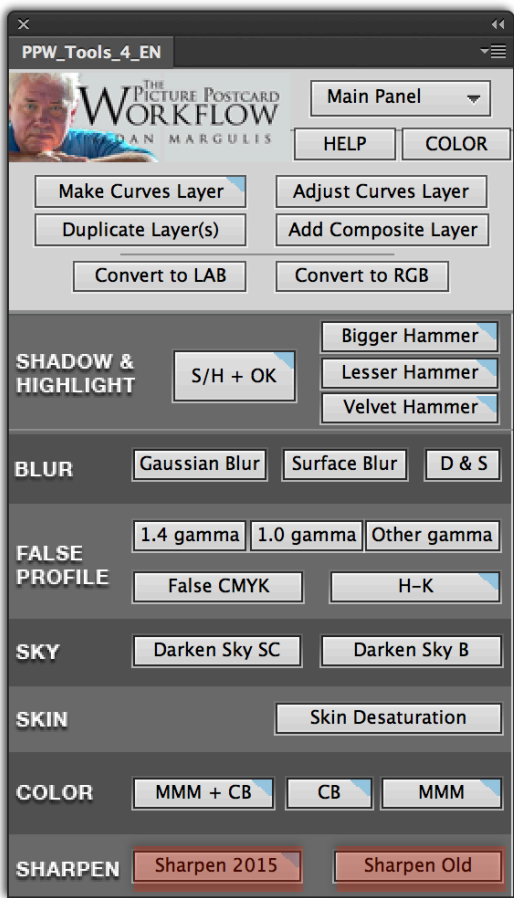 PPW_Tools_4_EN
THE
PICTURE POSTCARD
WORKFLOW
DAN MARGULIS
Main Panel
HELP COLOR
Make Curves Layer Adjust Curves Layer
Duplicate Layer(s) Add Composite Layer
Convert to LAB Convert to RGB
SHADOW &
HIGHLIGHT
S/H + OK
Bigger Hammer
Lesser Hammer
Velvet Hammer
BLUR Gaussian Blur Surface Blur D & S
FALSE
PROFILE
1.4 gamma 1.0 gamma Other gamma
False CMYK H-K
SKY Darken Sky SC Darken Sky B
SKIN Skin Desaturation
COLOR MMM + CB CB MMM
SHARPEN Sharpen 2015 Sharpen Old